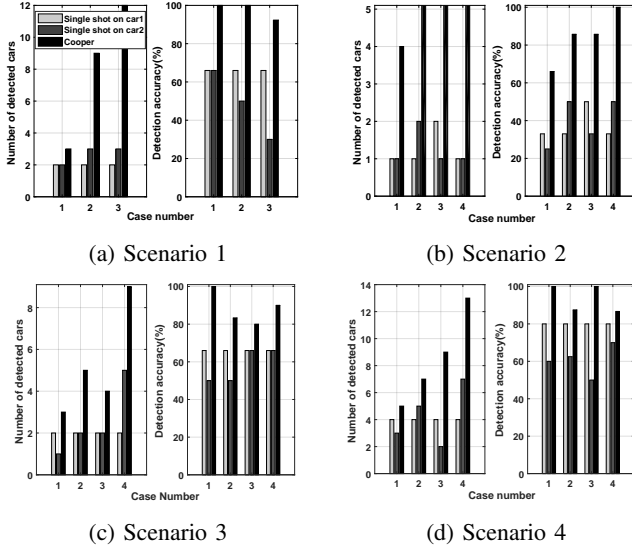 Number of detected cars
12
10
8
6
4
2
0
Single shot on car1
Single shot on car2
Cooper
1 2 3
Detection accuracy(%)
100
80
60
40
20
0
1 2 3
Case number
(a) Scenario 1
Number of detected cars
5
4
3
2
1
0
1 2 3 4
Detection accuracy(%)
100
80
60
40
20
0
1 2 3 4
Case number
(b) Scenario 2
Number of detected cars
8
6
4
2
0
1 2 3 4
Detection accuracy(%)
100
80
60
40
20
0
1 2 3 4
Case Number
(c) Scenario 3
Number of detected cars
14
12
10
8
6
4
2
0
1 2 3 4
Detection accuracy(%)
100
80
60
40
20
0
1 2 3 4
Case number
(d) Scenario 4